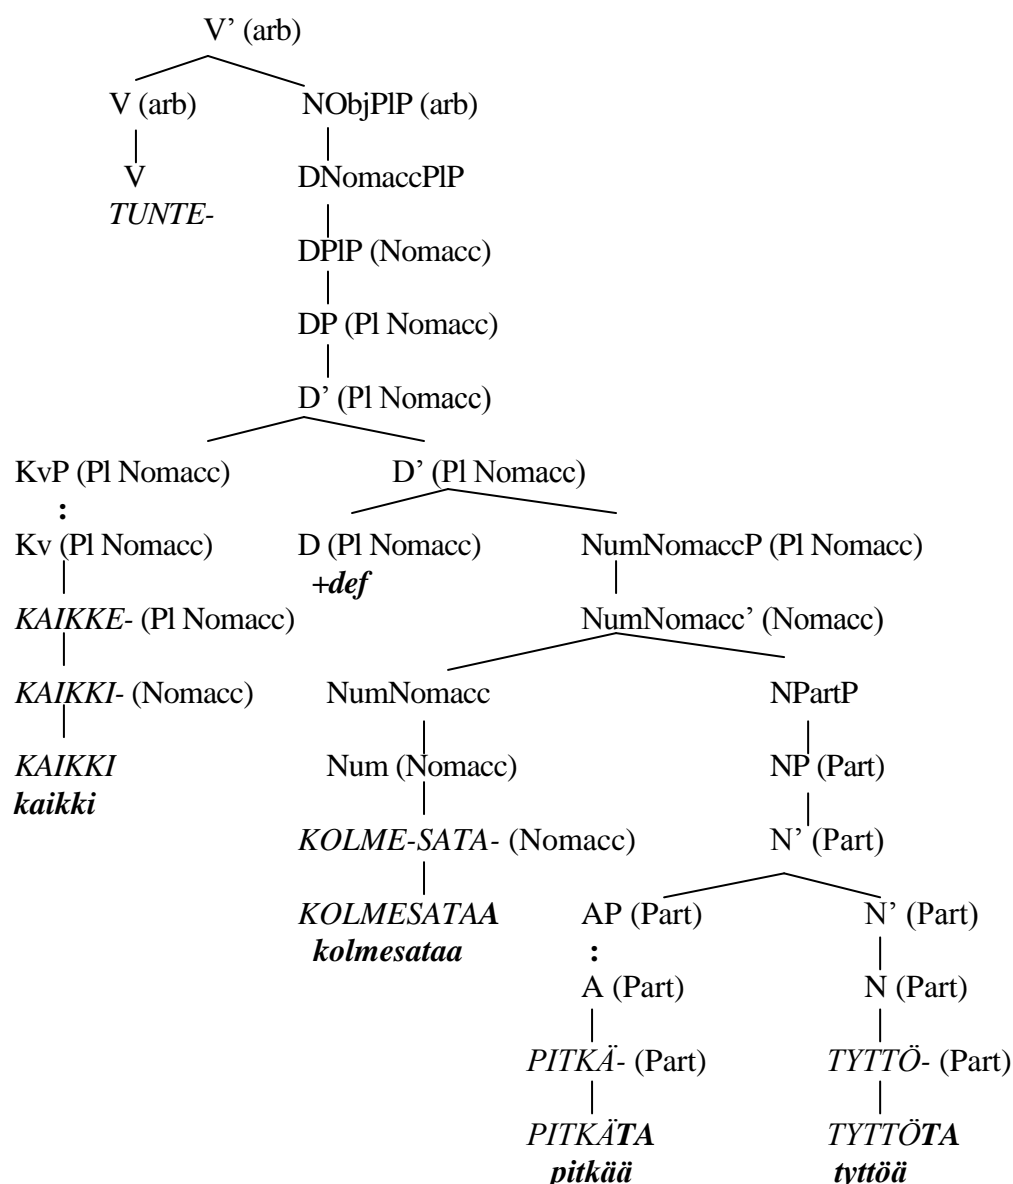 V’ (arb)
V (arb) NObjPlP (arb)
V DNomaccPlP
TUNTE-
DPlP (Nomacc)
DP (Pl Nomacc)
D’ (Pl Nomacc)
KvP (Pl Nomacc) D’ (Pl Nomacc)
:
Kv (Pl Nomacc) D (Pl Nomacc) NumNomaccP (Pl Nomacc)
+def
KAIKKE- (Pl Nomacc) NumNomacc’ (Nomacc)
KAIKKI- (Nomacc) NumNomacc NPartP
KAIKKI Num (Nomacc) NP (Part)
kaikki
KOLME-SATA- (Nomacc) N’ (Part)
KOLMESATAA AP (Part) N’ (Part)
kolmesataa :
A (Part) N (Part)
PITKÄ- (Part) TYTTÖ- (Part)
PITKÄTA TYTTÖTA
pitkää tyttöä